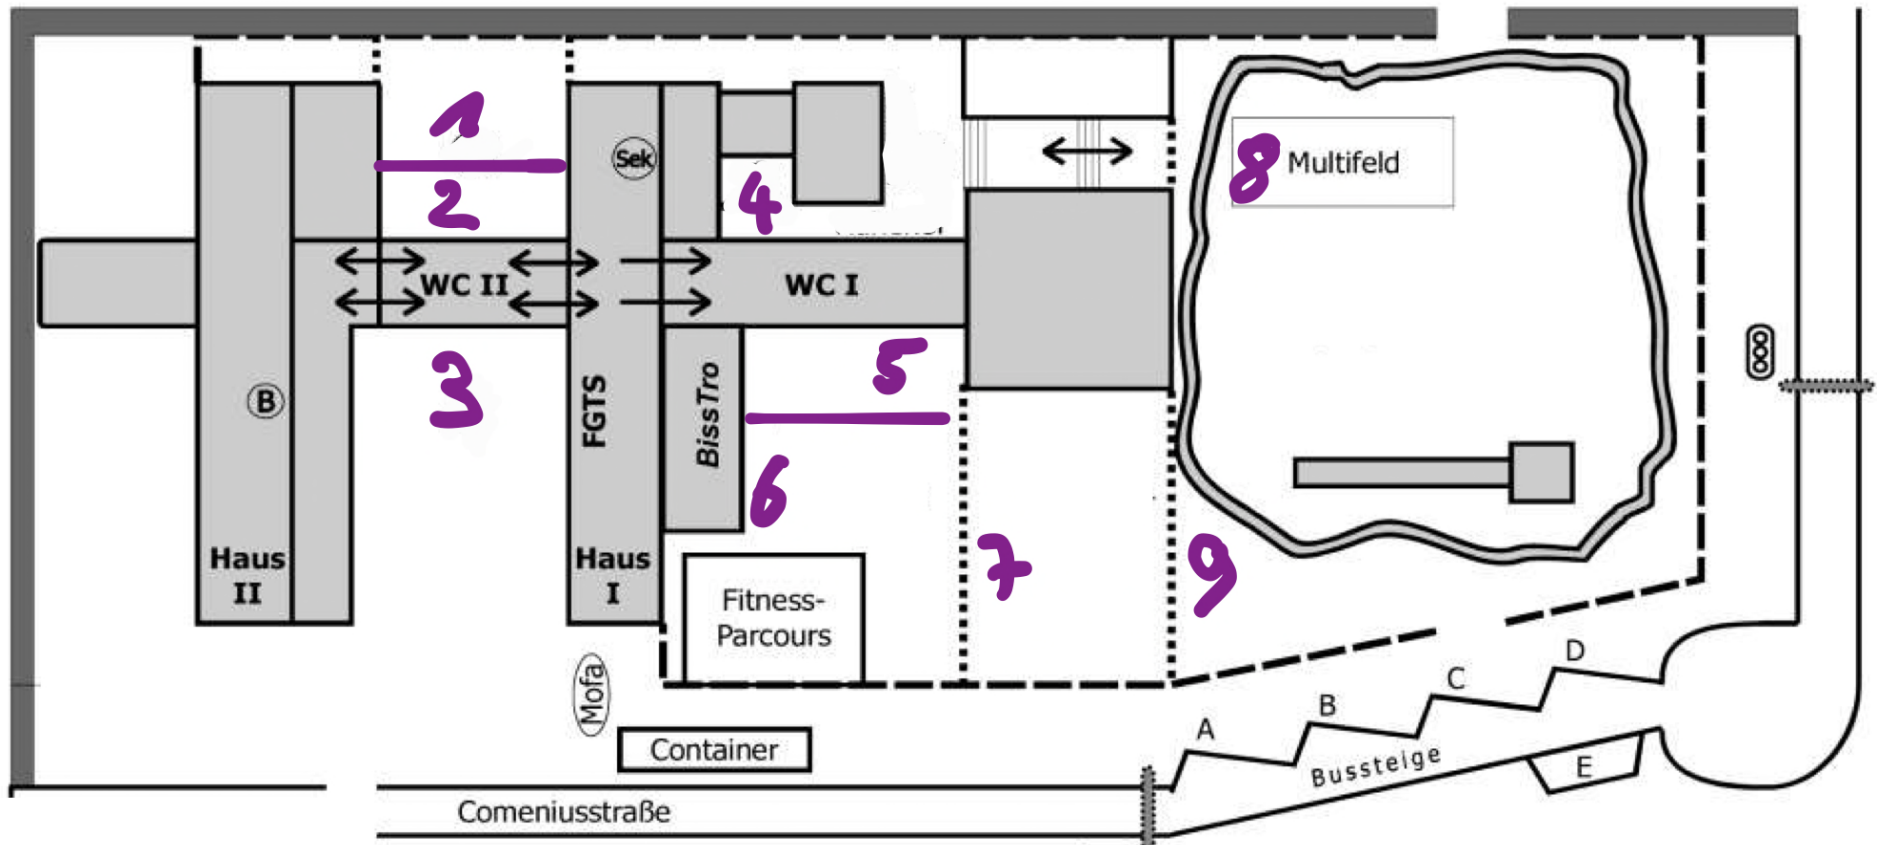 1
Sek
8 Multifeld
2
4
WC II
WC I
3
5
B
FGTS
BissTro
6
7
9
Haus
II
Haus
I
Fitness-
Parcours
Mofa
D
C
B
A
Container
Bussteige
E
Comeniusstraße